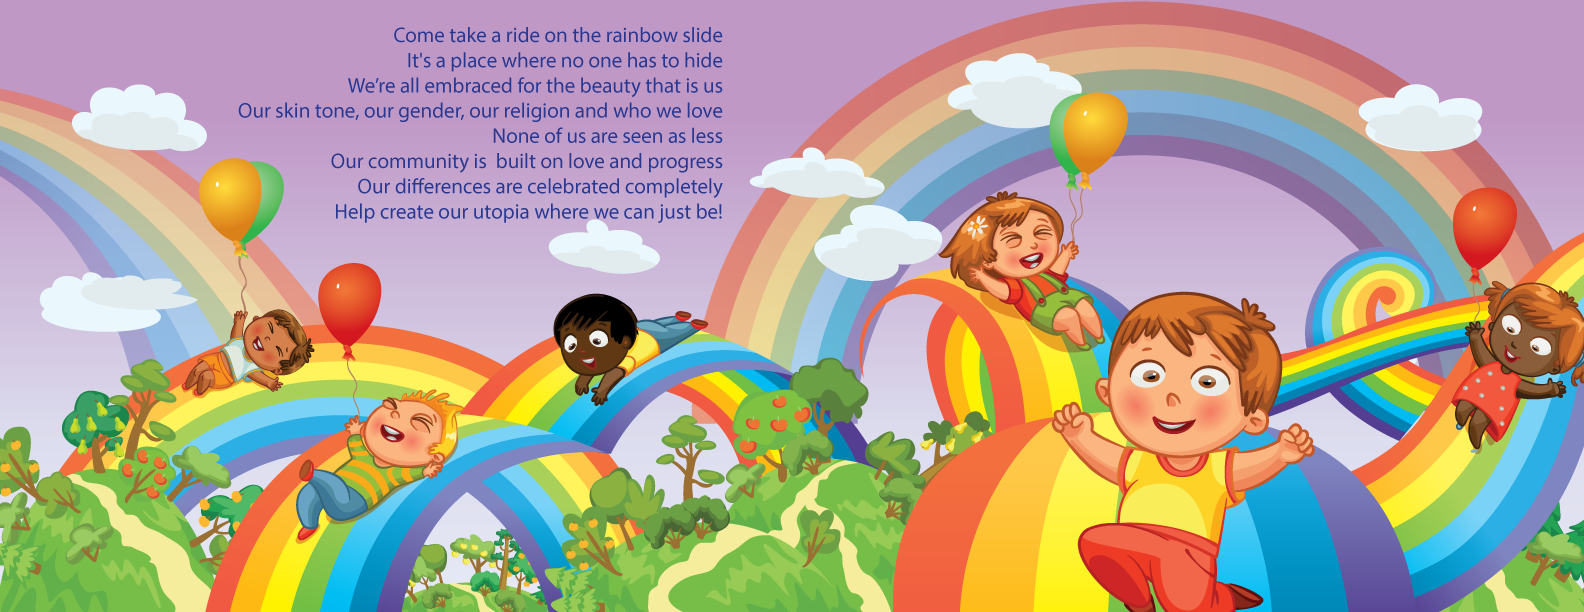 Come take a ride on the rainbow slide
It's a place where no one has to hide
We’re all embraced for the beauty that is us
Our skin tone, our gender, our religion and who we love
None of us are seen as less
Our community is  built on love and progress
Our differences are celebrated completely
Help create our utopia where we can just be!